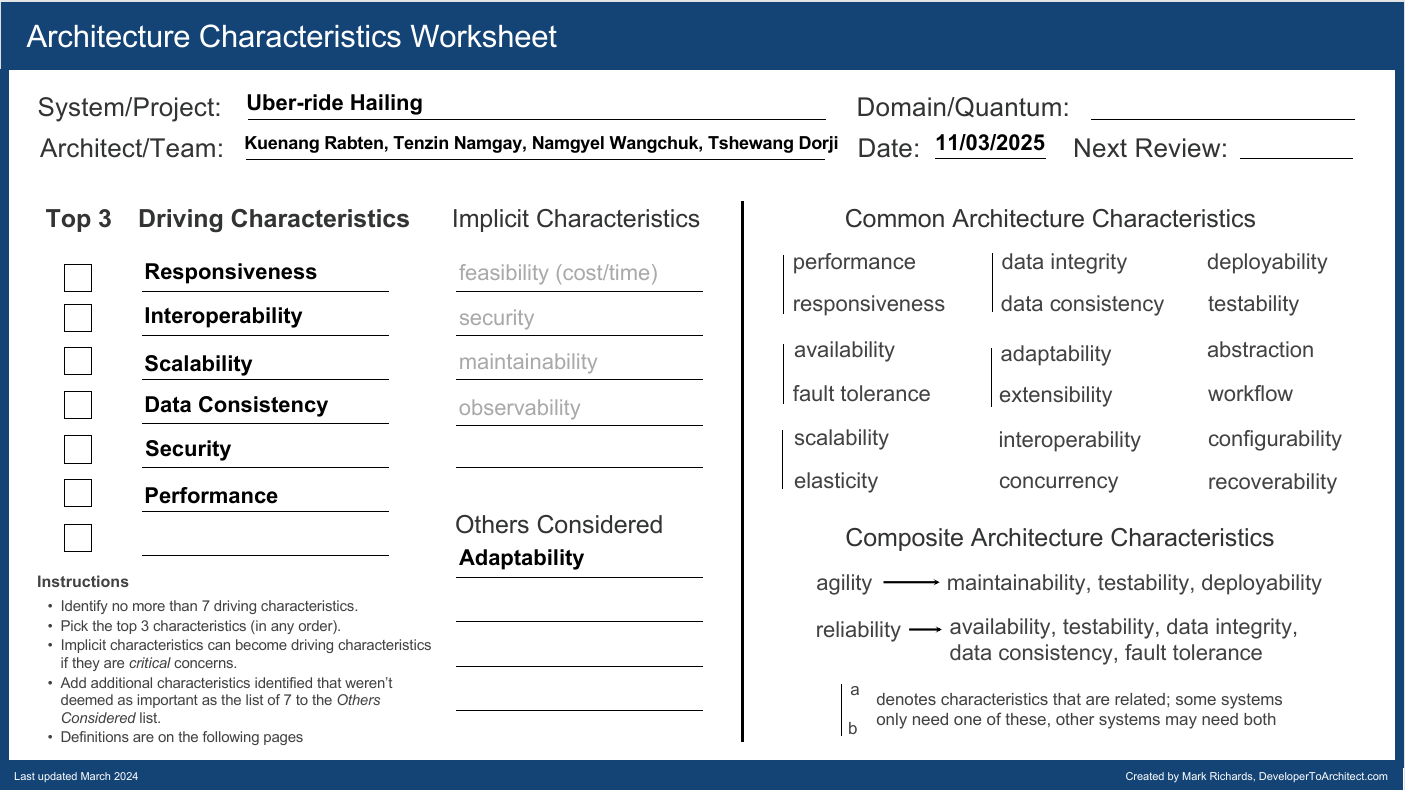 Architecture Characteristics Worksheet
System/Project: Uber-ride Hailing
Domain/Quantum:
Architect/Team: Kuenang Rabten, Tenzin Namgay, Namgyel Wangchuk, Tshewang Dorji
Date: 11/03/2025 Next Review:
Top 3 Driving Characteristics
Responsiveness
Interoperability
Scalability
Data Consistency
Security
Performance
Instructions
• Identify no more than 7 driving characteristics.
• Pick the top 3 characteristics (in any order).
• Implicit characteristics can become driving characteristics
if they are critical concerns.
• Add additional characteristics identified that weren't
deemed as important as the list of 7 to the Others
Considered list.
• Definitions are on the following pages
Implicit Characteristics
feasibility (cost/time)
security
maintainability
observability
Others Considered
Adaptability
Common Architecture Characteristics
performance data integrity deployability
responsiveness data consistency testability
availability adaptability abstraction
fault tolerance extensibility workflow
scalability interoperability configurability
elasticity concurrency recoverability
Composite Architecture Characteristics
agility → maintainability, testability, deployability
reliability → availability, testability, data integrity,
data consistency, fault tolerance
a
b
denotes characteristics that are related; some systems
only need one of these, other systems may need both
Last updated March 2024
Created by Mark Richards, DeveloperToArchitect.com